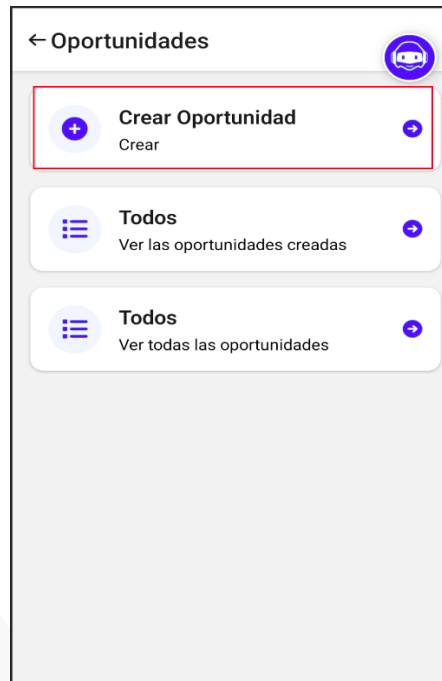 Oportunidades
Crear Oportunidad
Crear
Todos
Ver las oportunidades creadas
Todos
Ver todas las oportunidades